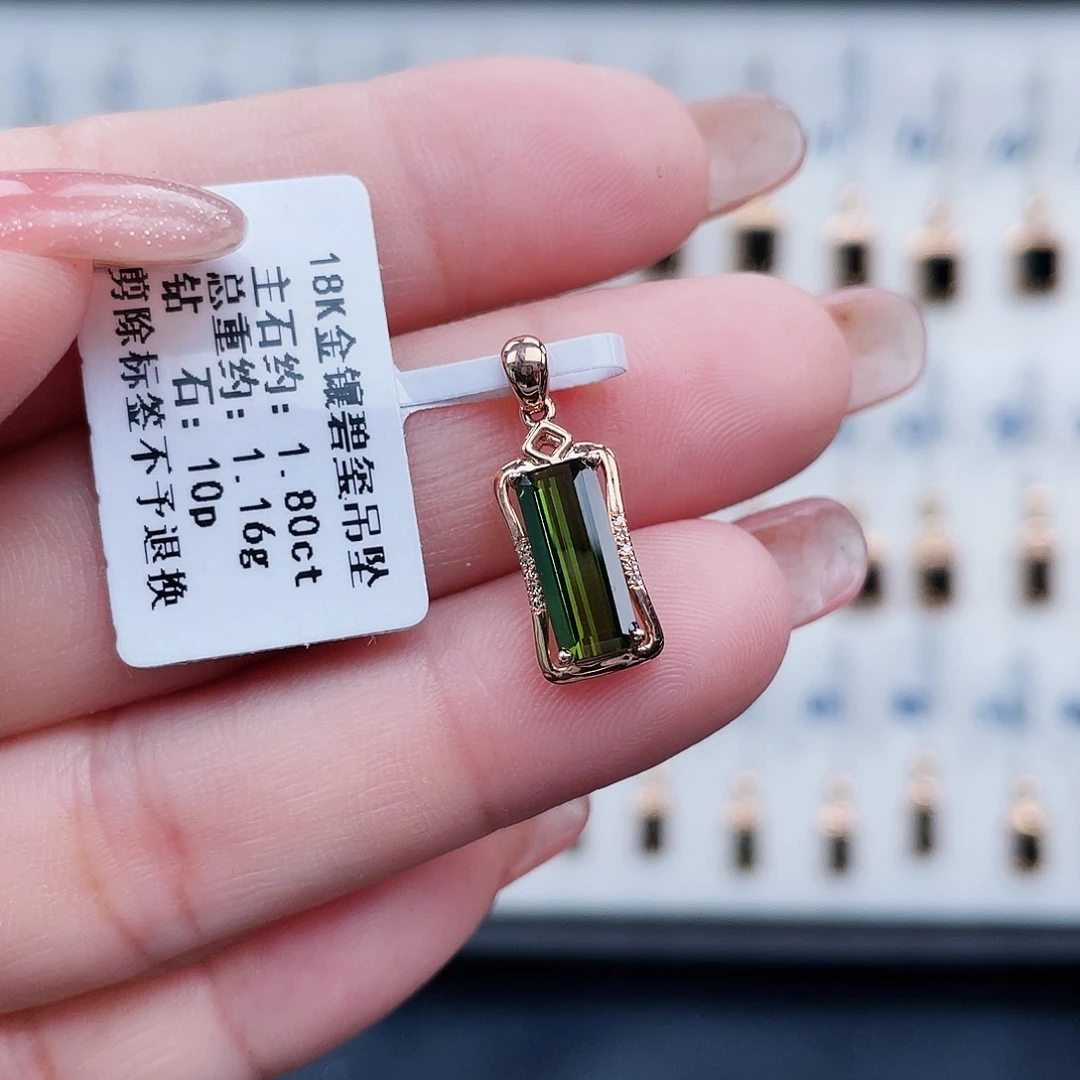 18K金镶碧玺吊坠
主石约: 1.80ct
总重约: 1.16g
钻 石: 10p
剪除标签不予退换